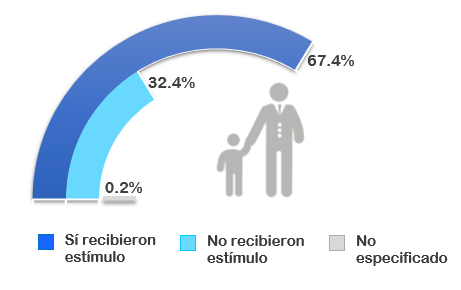 67.4%
32.4%
0.2%
Sí recibieron
estímulo
No recibieron
estímulo
No
especificado